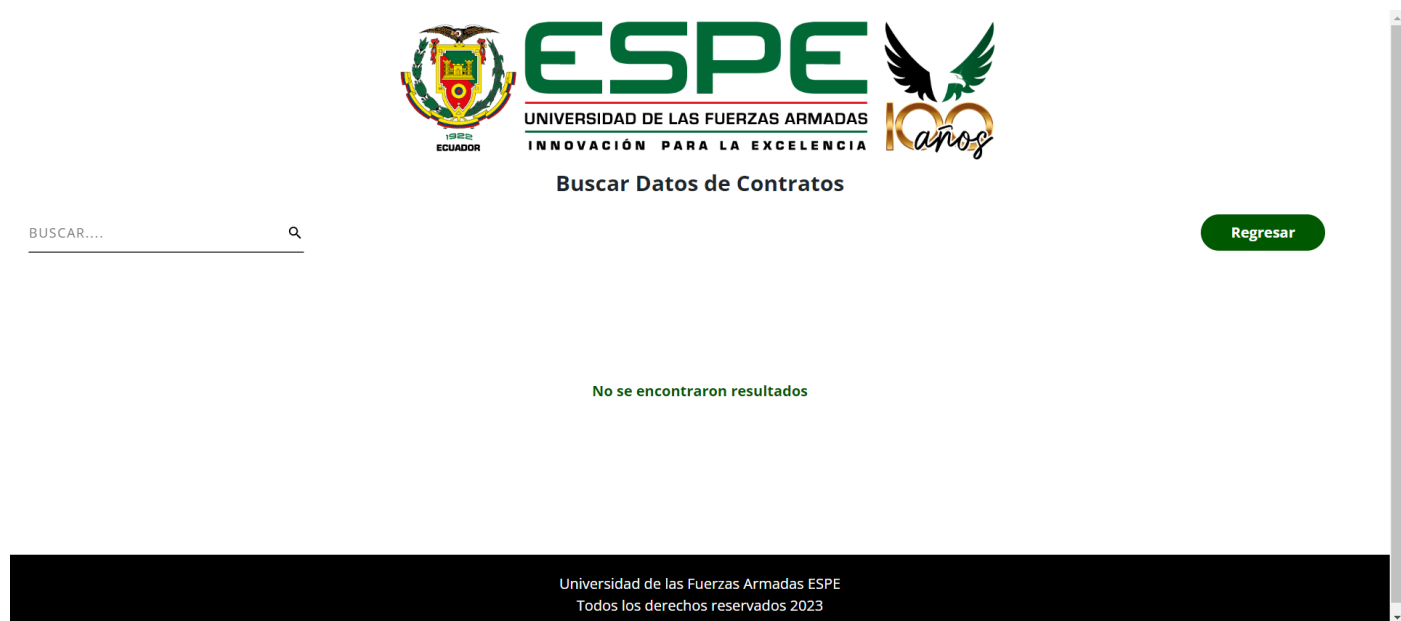 ESPE
UNIVERSIDAD DE LAS FUERZAS ARMADAS
INNOVACIÓN PARA LA EXCELENCIA
1922
ECUADOR
100
años
Buscar Datos de Contratos
BUSCAR....
Regresar
No se encontraron resultados
Universidad de las Fuerzas Armadas ESPE
Todos los derechos reservados 2023